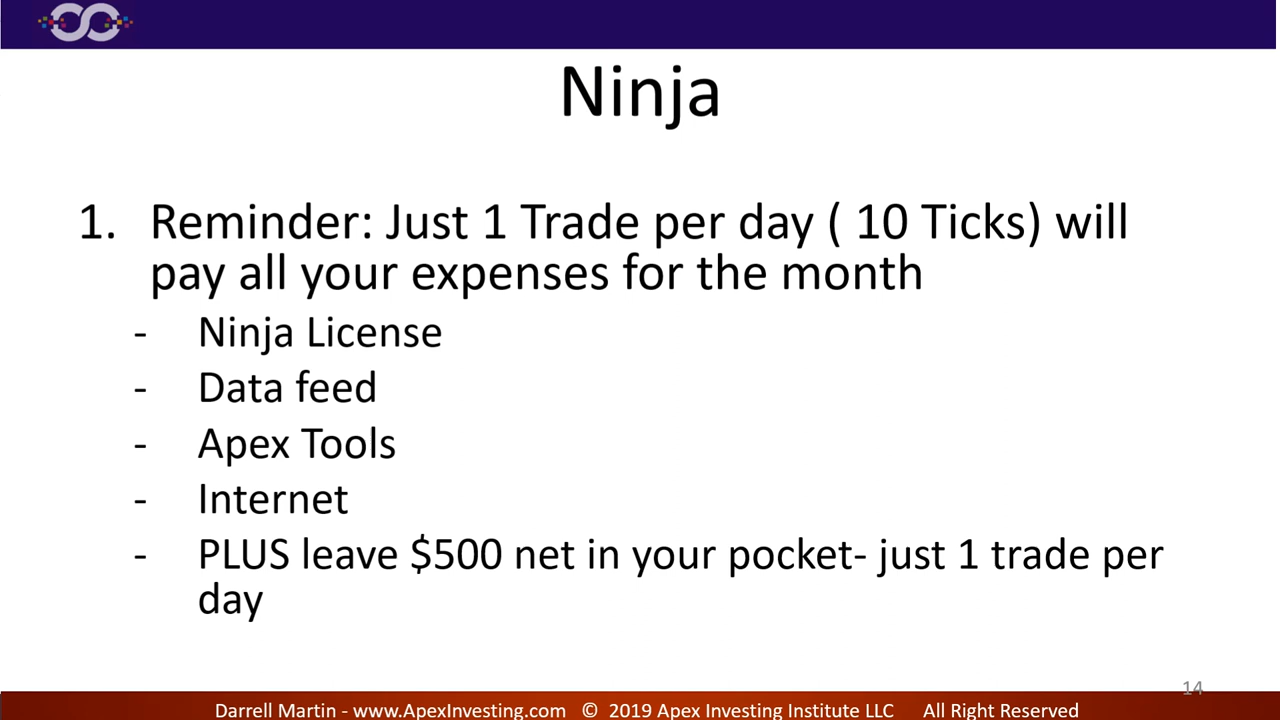 Ninja
1. Reminder: Just 1 Trade per day ( 10 Ticks) will
pay all your expenses for the month
- Ninja License
- Data feed
- Apex Tools
- Internet
- PLUS leave $500 net in your pocket- just 1 trade per
day
14
Darrell Martin - www.ApexInvesting.com © 2019 Apex Investing Institute LLC All Right Reserved